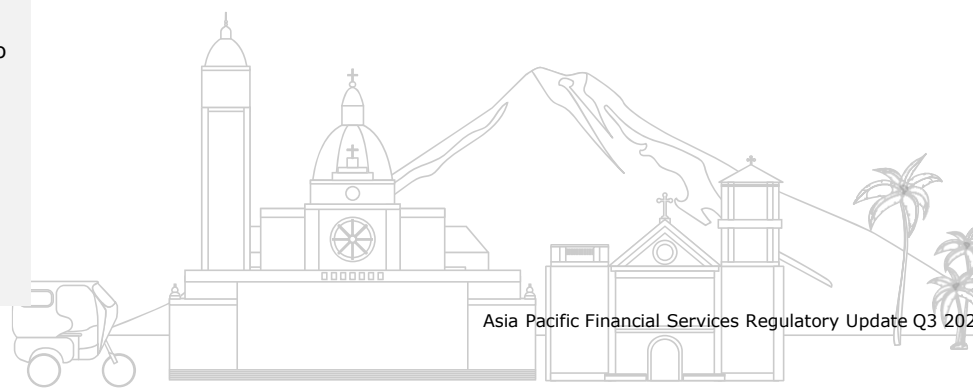 o
Asia Pacific Financial Services Regulatory Update Q3 202